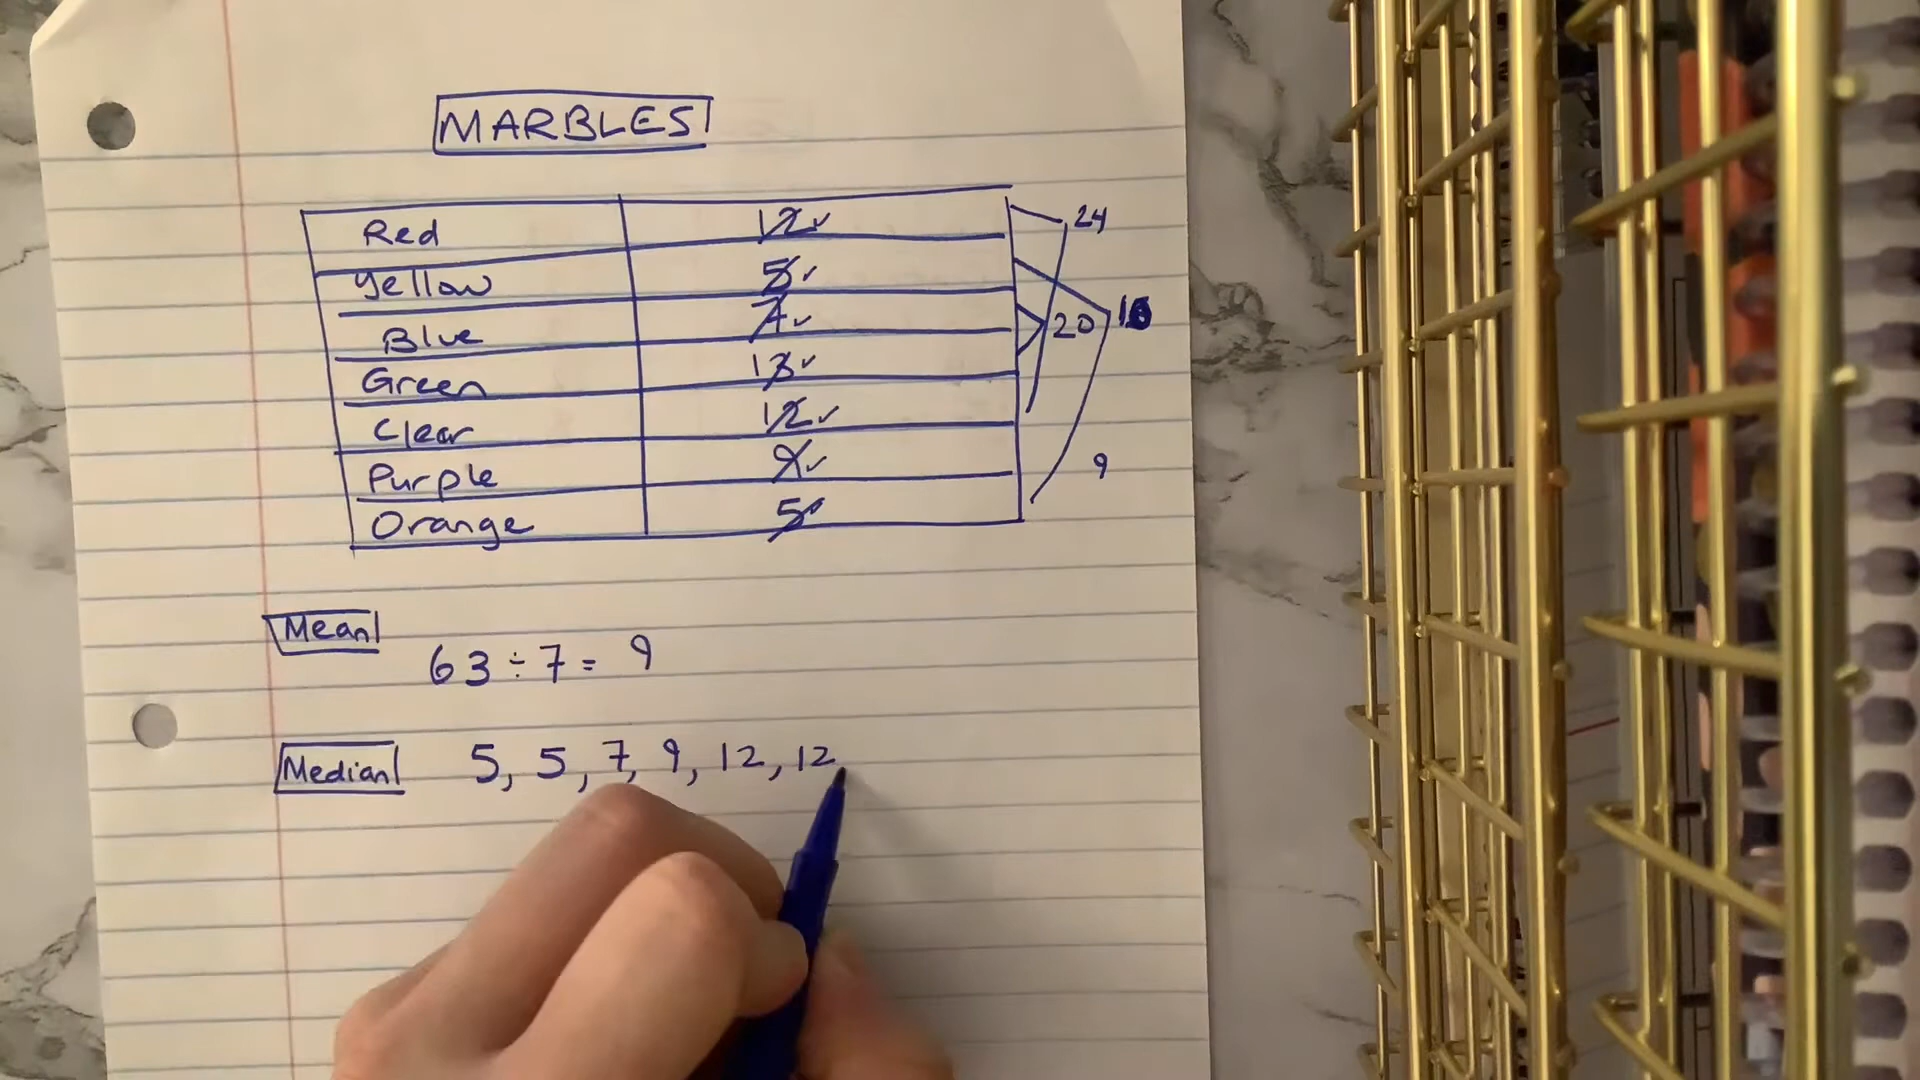 MARBLES
Red 12 24
Yellow 5
Blue 7 20 10
Green 13
Clear 12
Purple 9 9
Orange 5
Mean
63 ÷ 7 = 9
Median 5, 5, 7, 9, 12, 12